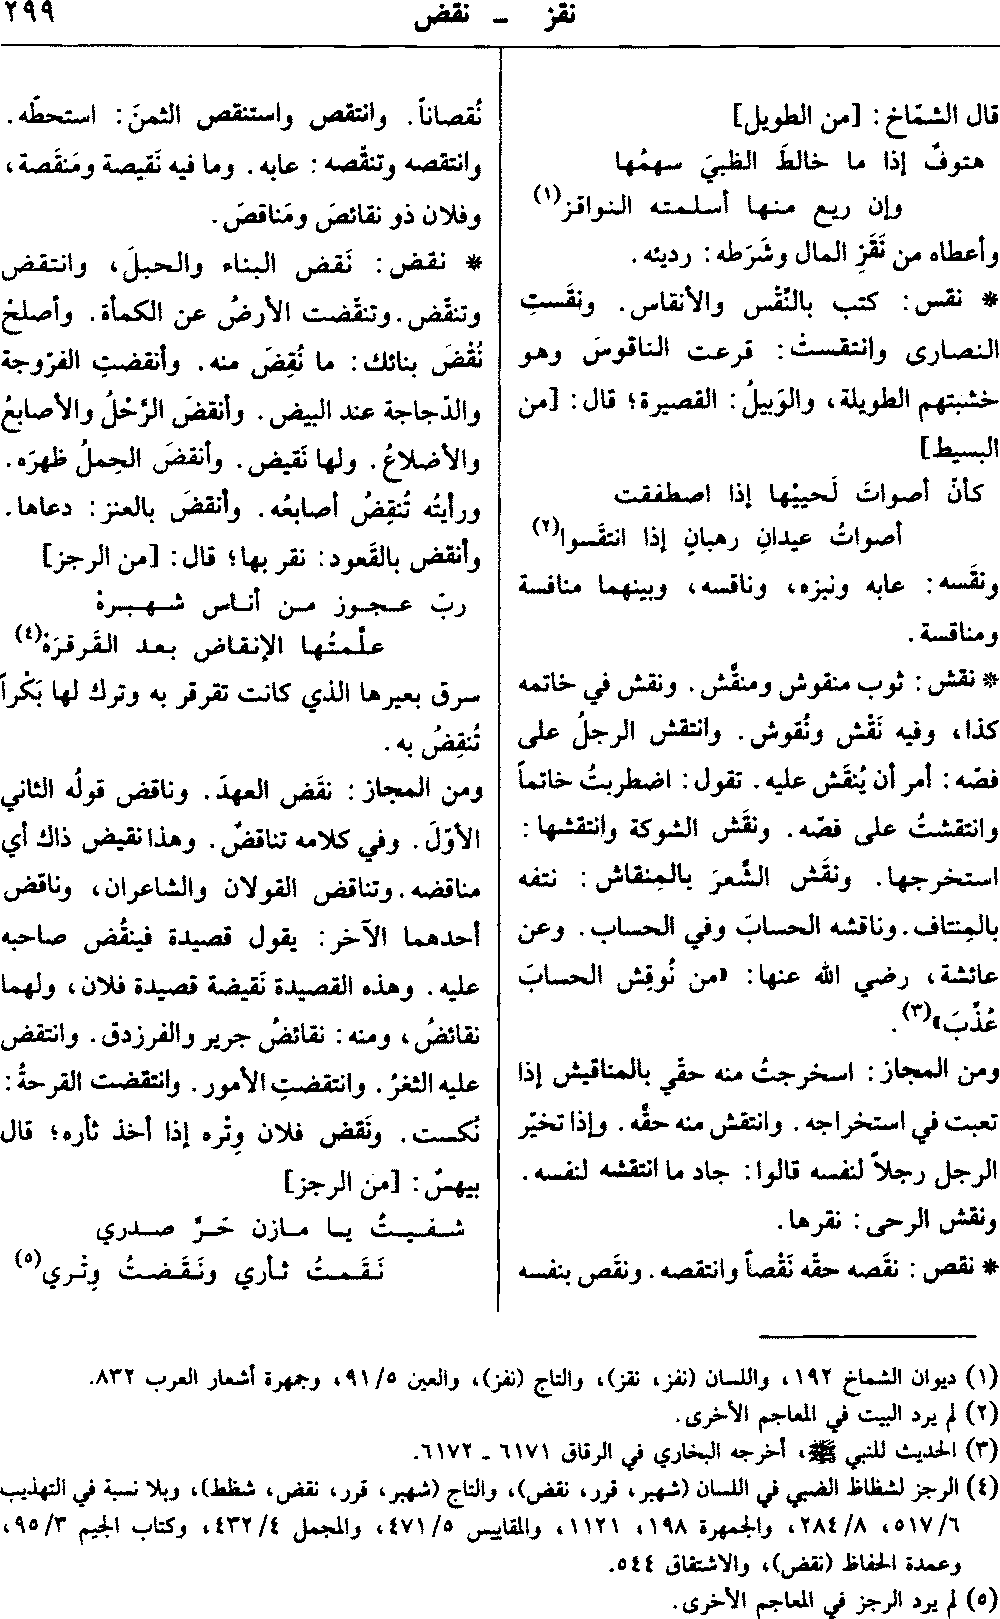 نقز - نقض
٢٩٩
قال الشمّاخ: [من الطويل]
هتوفٌ إذا ما خالطَ الظبيَ سهمُها
وإن ريع منها أسلمته النواقز(١)
وأعطاه من نَقَزِ المال وشَرَطه: رديئه.
* نقس: كتب بالنِّقْس والأنقاس. ونقَستِ
النصارى وانتقستْ: قرعت الناقوسَ وهو
خشبتهم الطويلة، والوَبيلُ: القصيرة؛ قال: [من
البسيط]
كأنّ أصواتَ لَحييْها إذا اصطفقت
أصواتُ عيدانِ رهبانٍ إذا انتقَسوا(٢)
ونقَسه: عابه ونبزه، وناقسه، وبينهما منافسة
ومناقسة.
* نقش: ثوب منقوش ومنقَّش. ونقش في خاتمه
كذا، وفيه نَقْش ونُقوش. وانتقش الرجلُ على
فصّه: أمر أن يُنقَش عليه. تقول: اضطربتُ خاتماً
وانتقشتُ على فصّه. ونقَش الشوكة وانتقشها:
استخرجها. ونقَش الشَّعرَ بالمِنقاش: نتفه
بالمِنتاف. وناقشه الحسابَ وفي الحساب. وعن
عائشة، رضي الله عنها: «من نُوقِش الحسابَ
عُذِّبَ»(٣).
ومن المجاز: اسخرجتُ منه حقّي بالمناقيش إذا
تعبت في استخراجه. وانتقش منه حقَّه. وإذا تخيّر
الرجل رجلاً لنفسه قالوا: جاد ما انتقشه لنفسه.
ونقش الرحى: نقرها.
* نقص: نقَصه حقَّه نَقْصاً وانتقصه. ونقَص بنفسه
نُقصاناً. وانتقص واستنقص الثمنَ: استحطّه.
وانتقصه وتنقّصه: عابه. وما فيه نَقيصة ومَنقَصة،
وفلان ذو نقائصَ ومَناقصَ.
* نقض: نَقض البناء والحبلَ، وانتقض
وتنقّض. وتنقّضت الأرضُ عن الكمأة. وأصلحْ
نُقْضَ بنائك: ما نُقِضَ منه. وأنقضتِ الفرّوجة
والدّجاجة عند البيض. وأنقضَ الرَّحْلُ والأصابعُ
والأضلاعُ. ولها نَقيض. وأنقضَ الحِملُ ظهرَه.
ورأيتُه تُنقِضُ أصابعُه. وأنقضَ بالعنز: دعاها.
وأنقض بالقَعود: نقر بها؛ قال: [من الرجز]
ربّ عجوز من أناس شهبرهْ
علّمتُها الإنقاض بعد القَرقرَهْ(٤)
سرق بعيرها الذي كانت تقرقر به وترك لها بَكْراً
تُنقِضُ به.
ومن المجاز: نقَض العهدَ. وناقض قولُه الثاني
الأوّلَ. وفي كلامه تناقضٌ. وهذا نقيض ذاك أي
مناقضه. وتناقض القولان والشاعران، وناقض
أحدهما الآخر: يقول قصيدة فينقُض صاحبه
عليه. وهذه القصيدة نَقيضة قصيدة فلان، ولهما
نقائضُ، ومنه: نقائضُ جرير والفرزدق. وانتقض
عليه الثغرُ. وانتقضتِ الأمور. وانتقضت القرحةُ:
نُكست. ونَقض فلان وِتْره إذا أخذ ثأره؛ قال
بيهسٌ: [من الرجز]
شفيتُ يا مازن حَرَّ صدري
نَقَمتُ ثأري ونَقَضتُ وِتْري(٥)
(١) ديوان الشماخ ١٩٢، واللسان (نفز، نقز)، والتاج (نفز)، والعين ٥/٩١، وجمهرة أشعار العرب ٨٣٢.
(٢) لم يرد البيت في المعاجم الأخرى.
(٣) الحديث للنبي ﷺ، أخرجه البخاري في الرقاق ٦١٧١ - ٦١٧٢.
(٤) الرجز لشظاظ الضبي في اللسان (شهبر، قرر، نقض)، والتاج (شهبر، قرر، نقض، شظظ)، وبلا نسبة في التهذيب
٦/٥١٧، ٨/٢٨٤، والجمهرة ١٩٨، ١١٢١، والمقاييس ٥/٤٧١، والمجمل ٤/٤٣٢، وكتاب الجيم ٣/٩٥،
وعمدة الحفاظ (نقض)، والاشتقاق ٥٤٤.
(٥) لم يرد الرجز في المعاجم الأخرى.